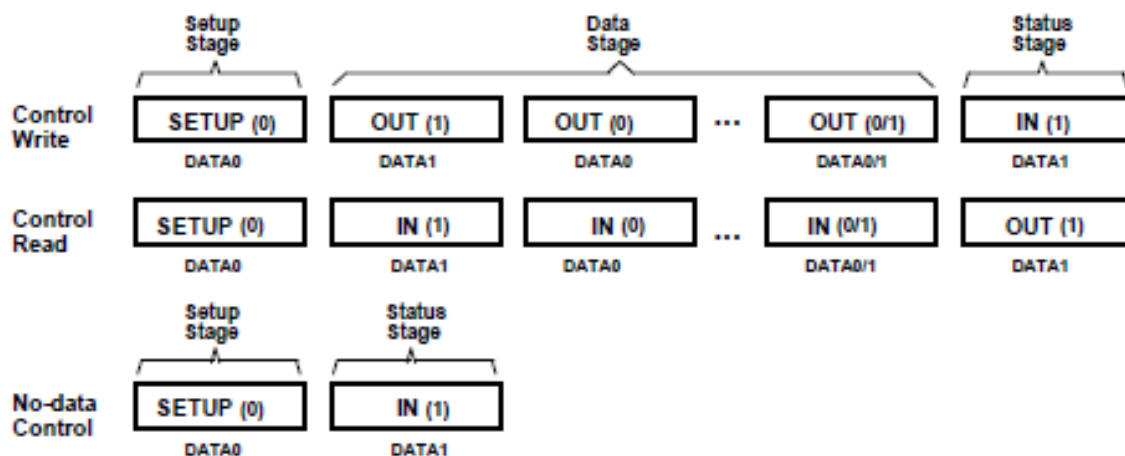 Setup
Stage
Data
Stage
Status
Stage
Control
Write
SETUP (0) OUT (1) OUT (0) ... OUT (0/1) IN (1)
DATA0 DATA1 DATA0 DATA0/1 DATA1
Control
Read
SETUP (0) IN (1) IN (0) ... IN (0/1) OUT (1)
DATA0 DATA1 DATA0 DATA0/1 DATA1
Setup
Stage
Status
Stage
No-data
Control
SETUP (0) IN (1)
DATA0 DATA1